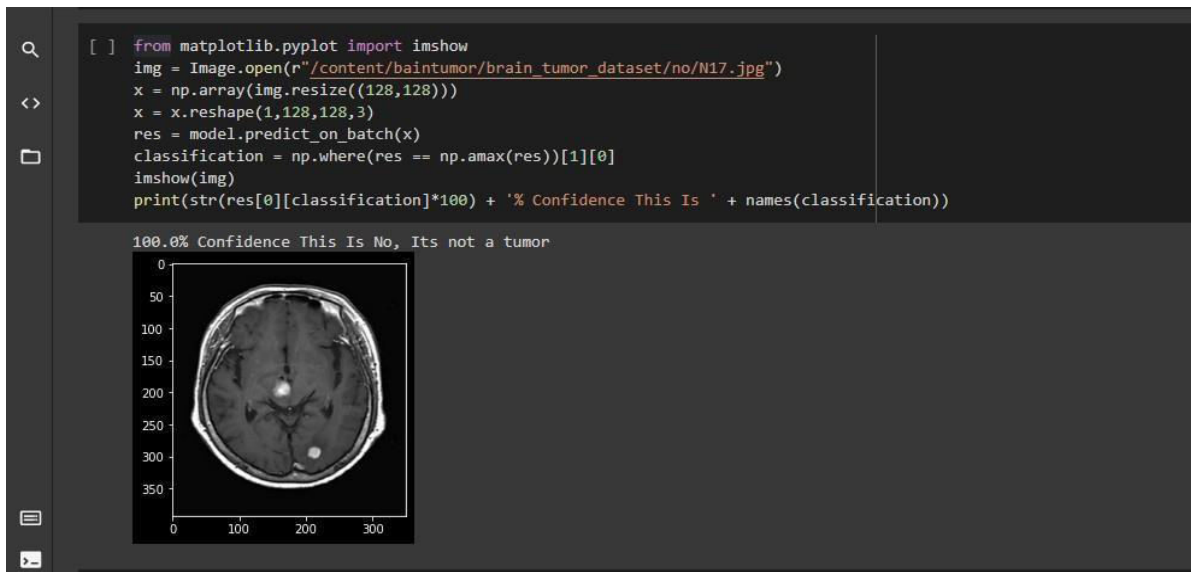 [ ] from matplotlib.pyplot import imshow
img = Image.open(r"/content/baintumor/brain_tumor_dataset/no/N17.jpg")
x = np.array(img.resize((128,128)))
x = x.reshape(1,128,128,3)
res = model.predict_on_batch(x)
classification = np.where(res == np.amax(res))[1][0]
imshow(img)
print(str(res[0][classification]*100) + '% Confidence This Is ' + names(classification))
100.0% Confidence This Is No, Its not a tumor
0
50
100
150
200
250
300
350
0 100 200 300